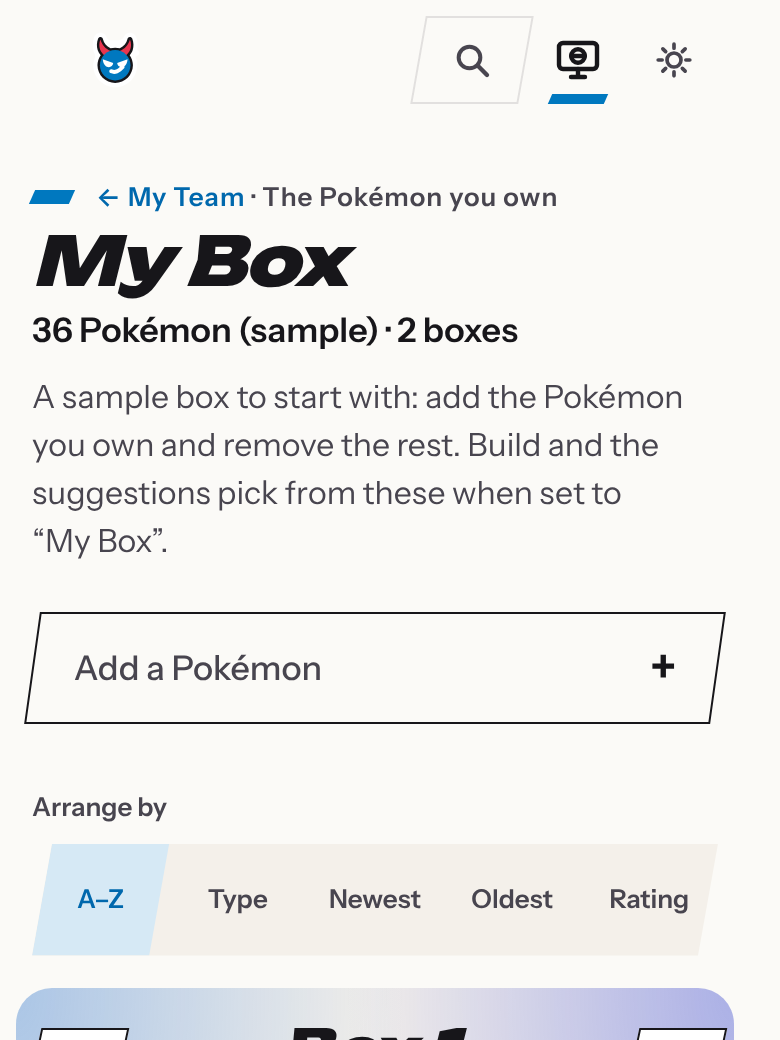 ← My Team · The Pokémon you own
My Box
36 Pokémon (sample) · 2 boxes
A sample box to start with: add the Pokémon
you own and remove the rest. Build and the
suggestions pick from these when set to
“My Box”.
Add a Pokémon +
Arrange by
A–Z Type Newest Oldest Rating
Box 1